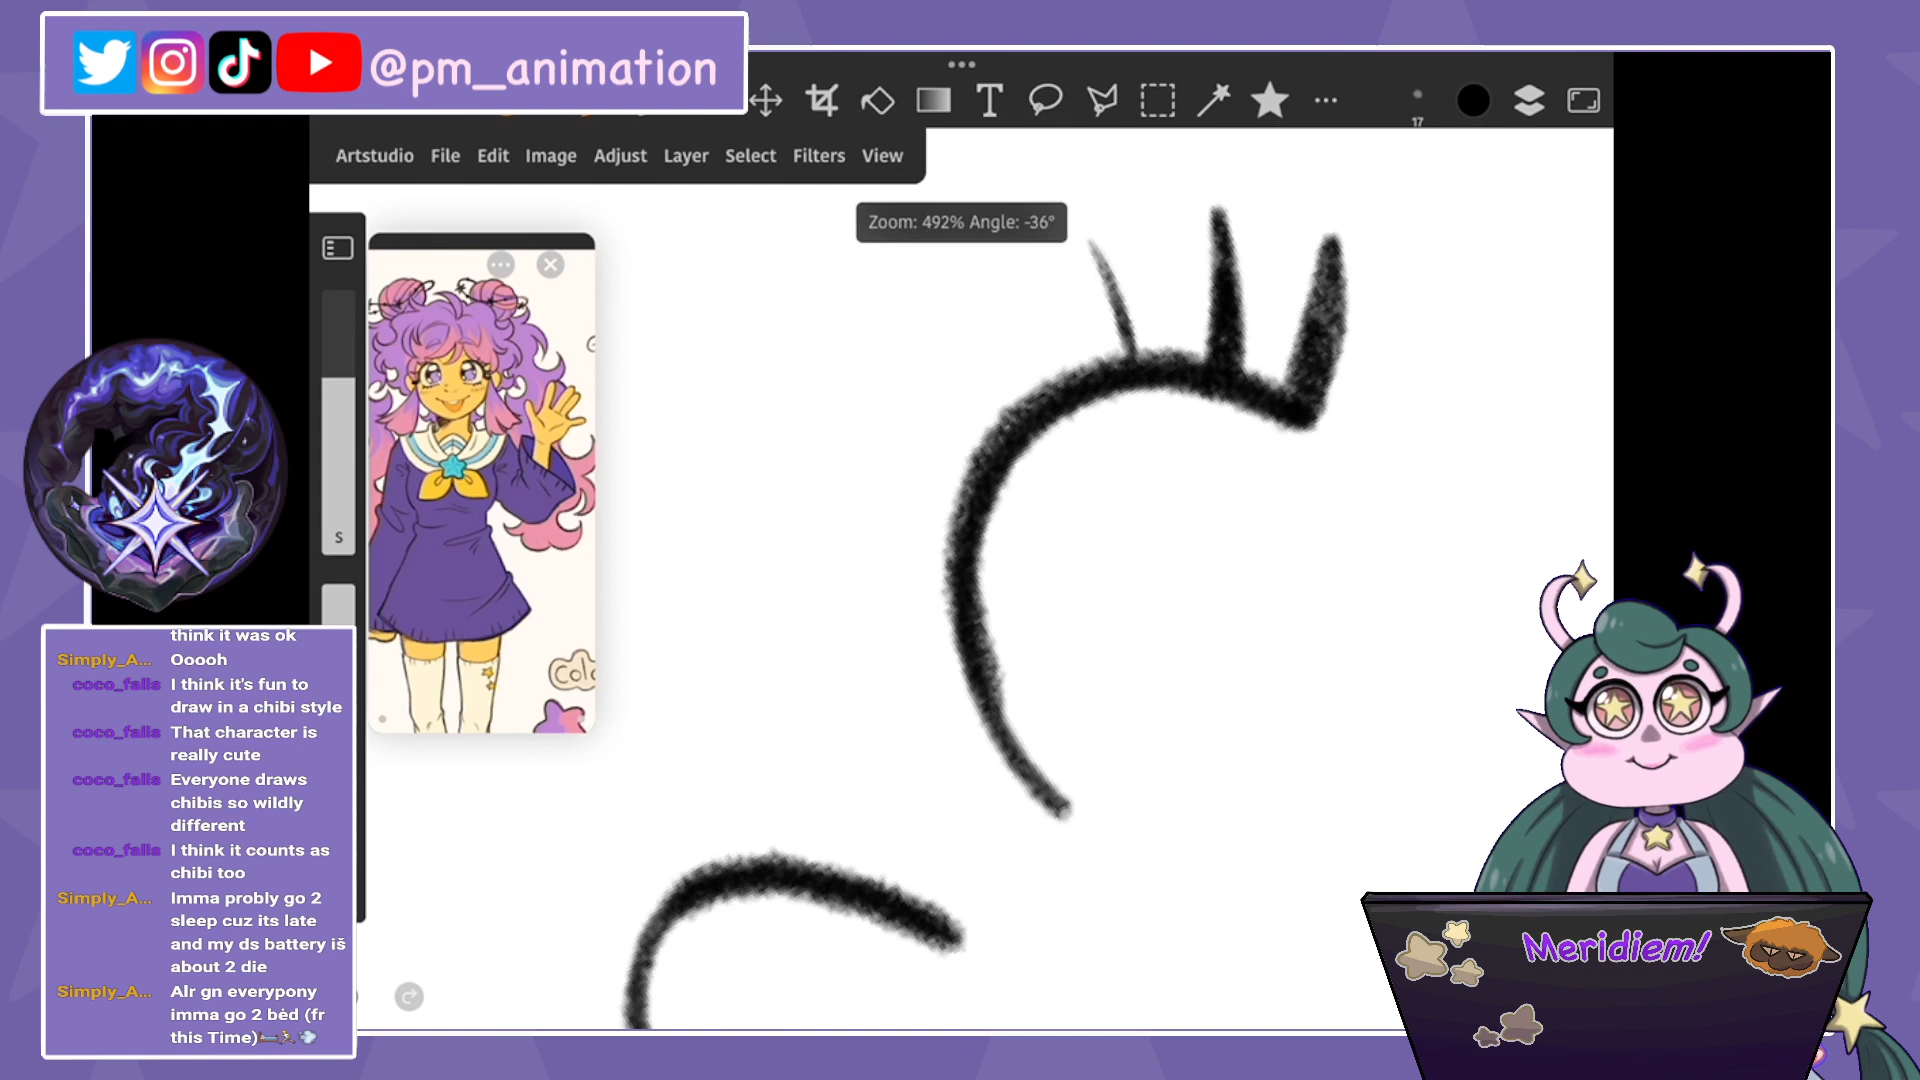 @pm_animation
T
17
Artstudio File Edit Image Adjust Layer Select Filters View
Zoom: 492% Angle: -36°
S
think it was ok
Simply_A... Ooooh
coco_falls I think it's fun to
draw in a chibi style
coco_falls That character is
really cute
coco_falls Everyone draws
chibis so wildly
different
coco_falls I think it counts as
chibi too
Simply_A... Imma probly go 2
sleep cuz its late
and my ds battery iš
about 2 die
Simply_A... Alr gn everypony
imma go 2 bėd (fr
this Time)
Meridiem!